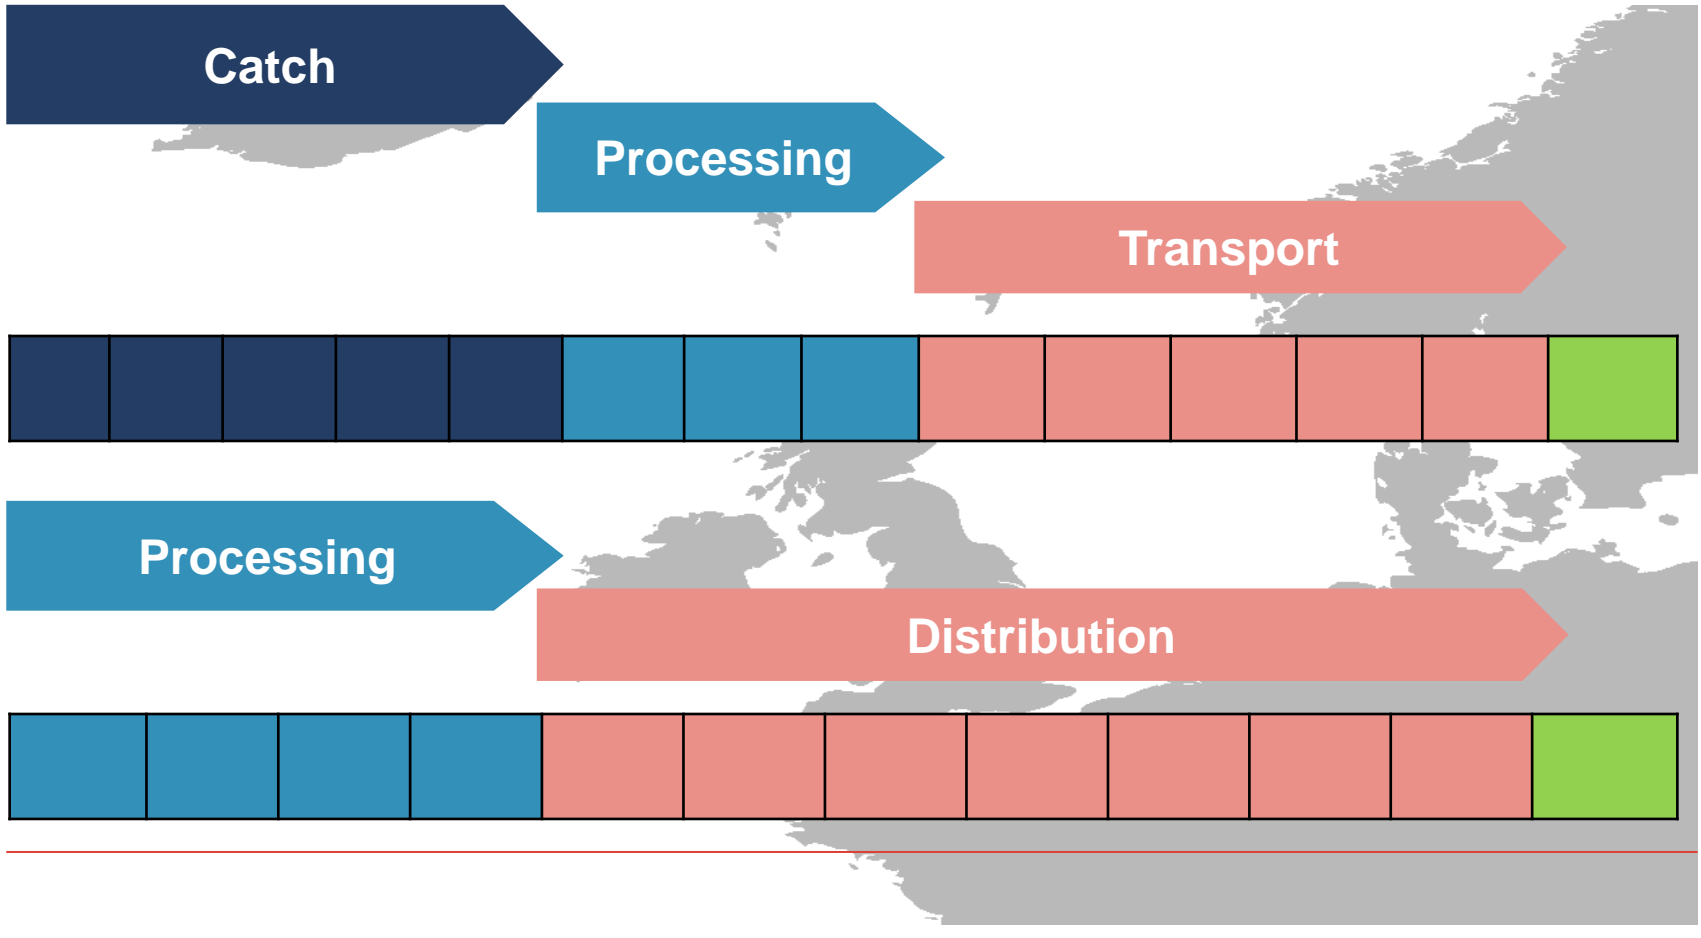 Catch
Processing
Transport
Processing
Distribution